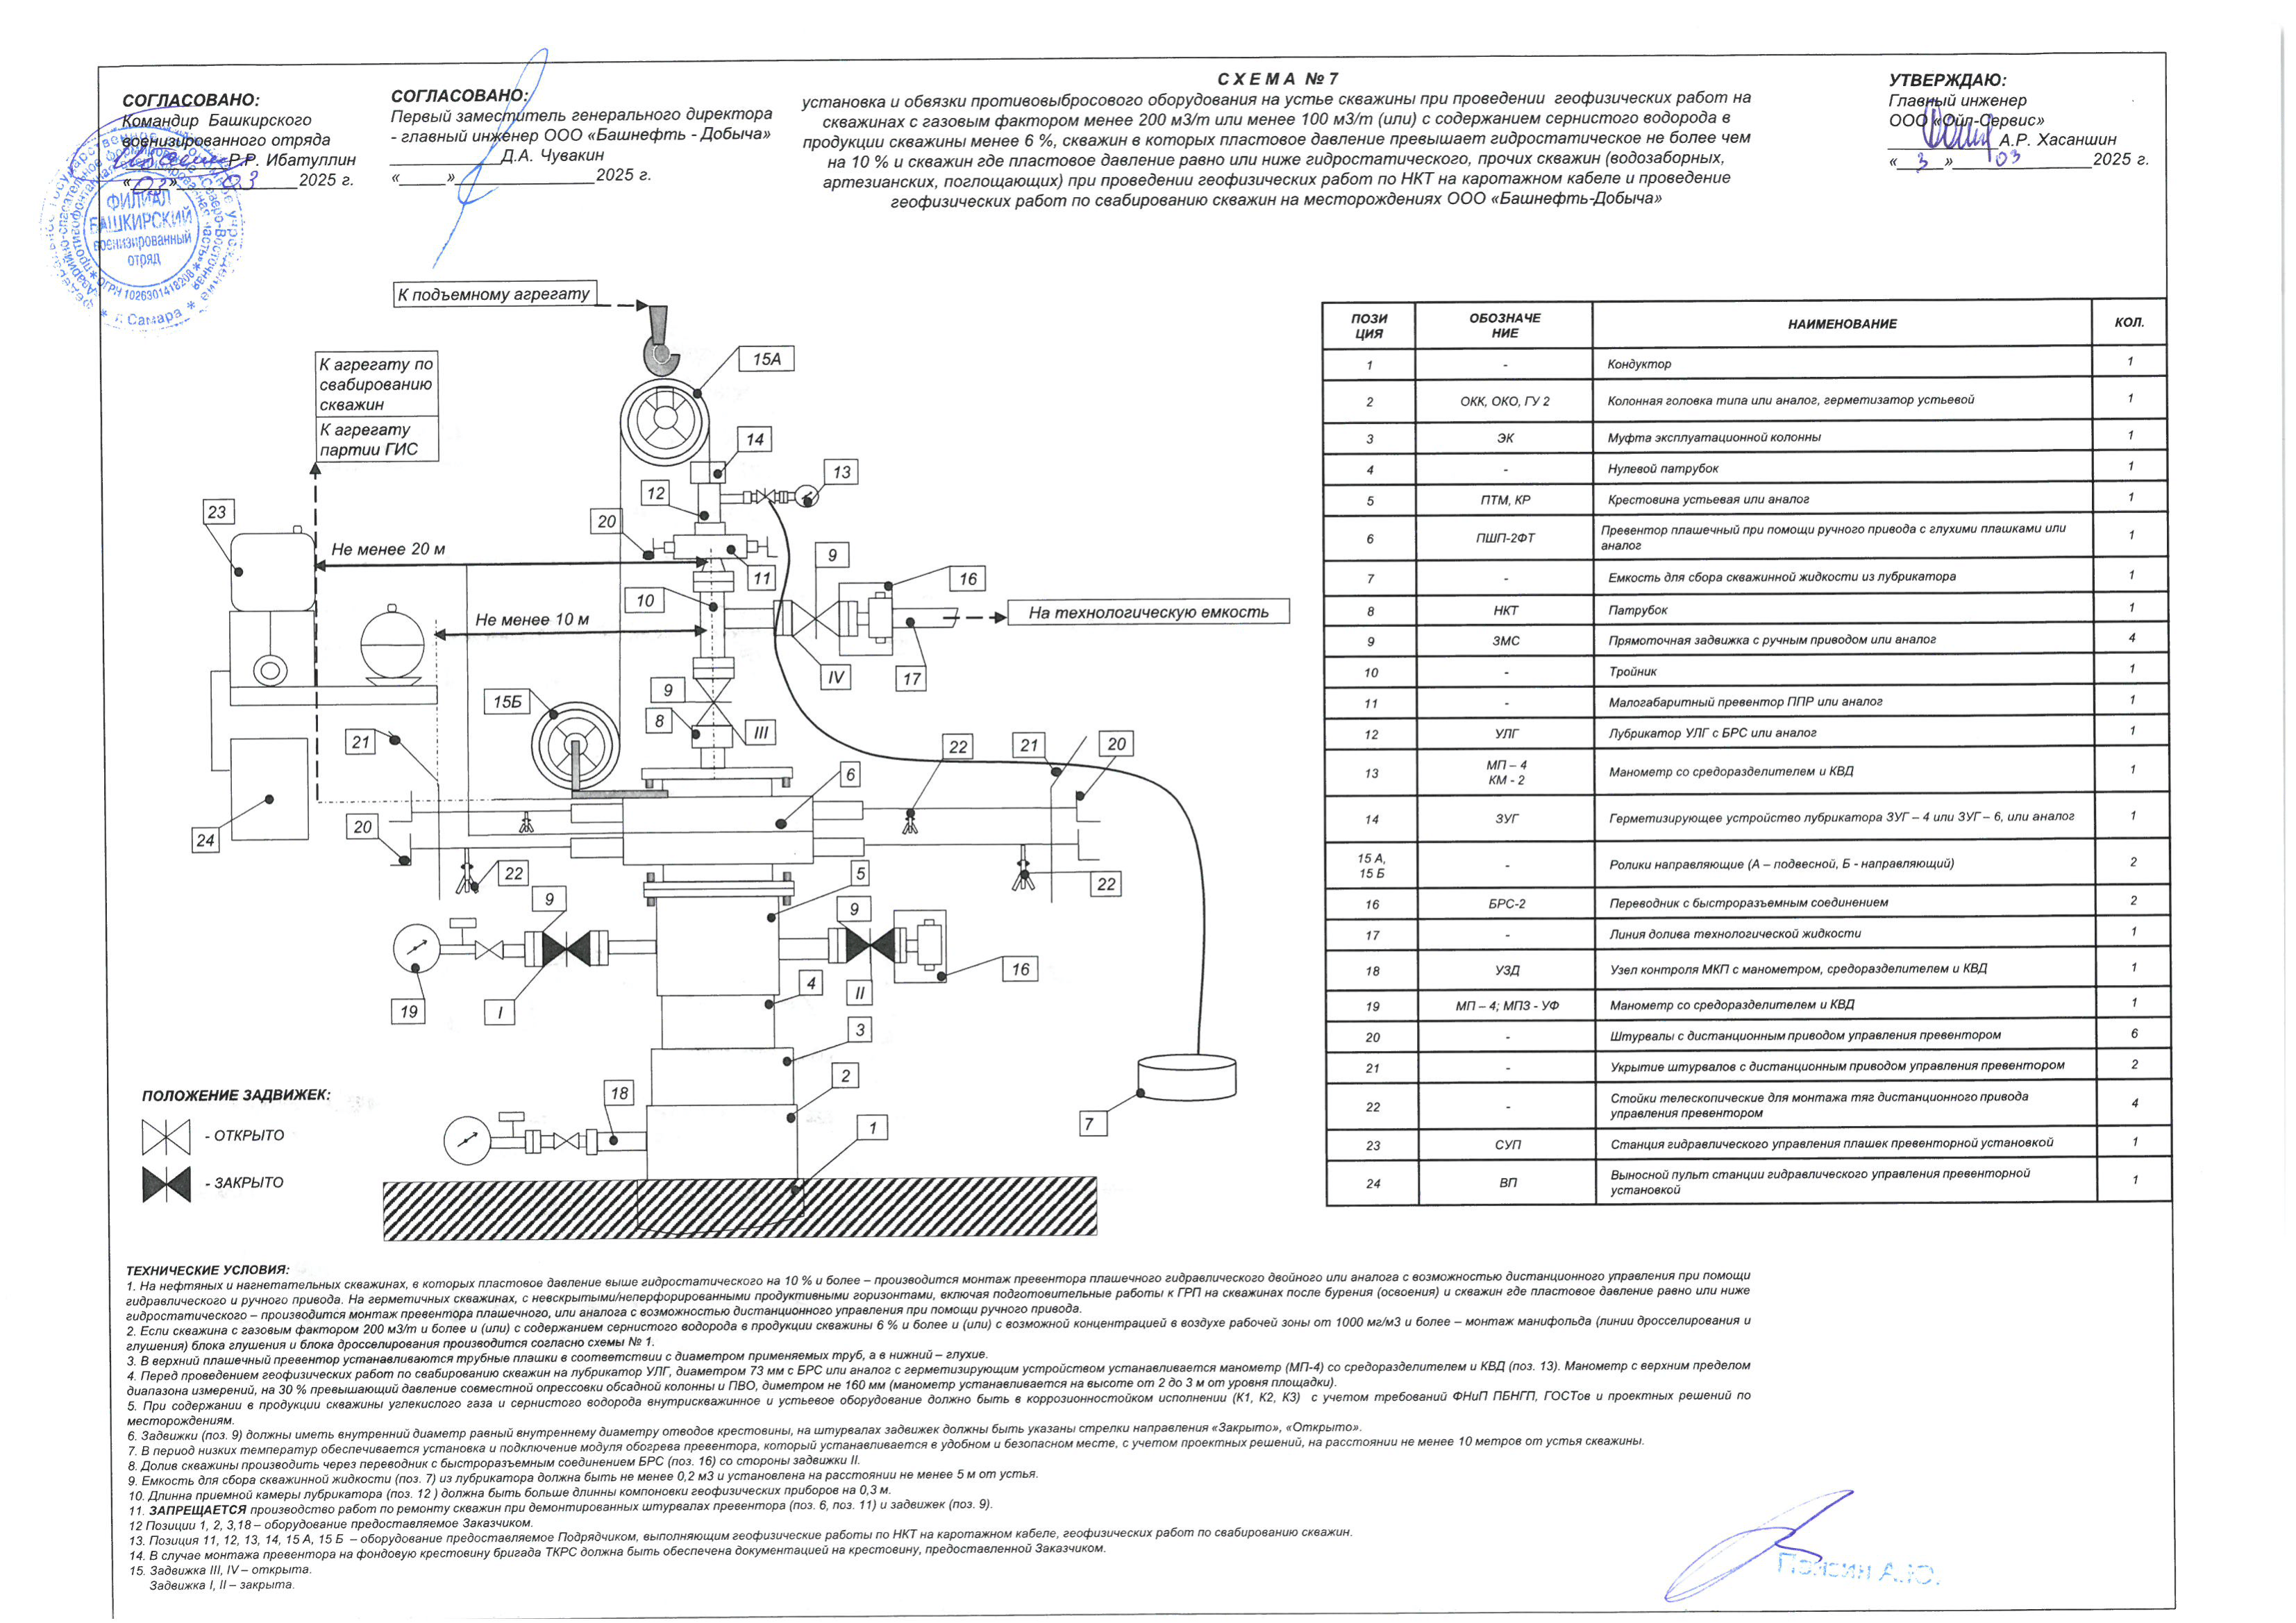 СОГЛАСОВАНО:
Командир Башкирского
военизированного отряда
Р.Р. Ибатуллин
«03» 03 2025 г.
ФИЛИАЛ
БАШКИРСКИЙ
военизированный
отряд
ОГРН 1026301418208
г. Самара
СОГЛАСОВАНО:
Первый заместитель генерального директора
- главный инженер ООО «Башнефть - Добыча»
Д.А. Чувакин
«_____»_______________2025 г.
С Х Е М А № 7
установка и обвязки противовыбросового оборудования на устье скважины при проведении геофизических работ на
скважинах с газовым фактором менее 200 м3/т или менее 100 м3/т (или) с содержанием сернистого водорода в
продукции скважины менее 6 %, скважин в которых пластовое давление превышает гидростатическое не более чем
на 10 % и скважин где пластовое давление равно или ниже гидростатического, прочих скважин (водозаборных,
артезианских, поглощающих) при проведении геофизических работ по НКТ на каротажном кабеле и проведение
геофизических работ по свабированию скважин на месторождениях ООО «Башнефть-Добыча»
УТВЕРЖДАЮ:
Главный инженер
ООО «Ойл-Сервис»
А.Р. Хасаншин
«3» 03 2025 г.
К подъемному агрегату
К агрегату по
свабированию
скважин
К агрегату
партии ГИС
15А
14
13
12
20
23
Не менее 20 м
9
16
11
10
Не менее 10 м
На технологическую емкость
IV
17
9
15Б
8
III
21
22
21
20
6
20
24
22
5
22
9
9
19
I
4
II
16
3
2
18
1
7
ПОЛОЖЕНИЕ ЗАДВИЖЕК:
- ОТКРЫТО
- ЗАКРЫТО
ПОЗИ
ЦИЯ
ОБОЗНАЧЕ
НИЕ
НАИМЕНОВАНИЕ
КОЛ.
1 - Кондуктор 1
2 ОКК, ОКО, ГУ 2 Колонная головка типа или аналог, герметизатор устьевой 1
3 ЭК Муфта эксплуатационной колонны 1
4 - Нулевой патрубок 1
5 ПТМ, КР Крестовина устьевая или аналог 1
6 ПШП-2ФТ Превентор плашечный при помощи ручного привода с глухими плашками или
аналог 1
7 - Емкость для сбора скважинной жидкости из лубрикатора 1
8 НКТ Патрубок 1
9 ЗМС Прямоточная задвижка с ручным приводом или аналог 4
10 - Тройник 1
11 - Малогабаритный превентор ППР или аналог 1
12 УЛГ Лубрикатор УЛГ с БРС или аналог 1
13 МП – 4
КМ - 2 Манометр со средоразделителем и КВД 1
14 ЗУГ Герметизирующее устройство лубрикатора ЗУГ – 4 или ЗУГ – 6, или аналог 1
15 А,
15 Б - Ролики направляющие (А – подвесной, Б - направляющий) 2
16 БРС-2 Переводник с быстроразъемным соединением 2
17 - Линия долива технологической жидкости 1
18 УЗД Узел контроля МКП с манометром, средоразделителем и КВД 1
19 МП – 4; МПЗ - УФ Манометр со средоразделителем и КВД 1
20 - Штурвалы с дистанционным приводом управления превентором 6
21 - Укрытие штурвалов с дистанционным приводом управления превентором 2
22 - Стойки телескопические для монтажа тяг дистанционного привода
управления превентором 4
23 СУП Станция гидравлического управления плашек превенторной установкой 1
24 ВП Выносной пульт станции гидравлического управления превенторной
установкой 1
ТЕХНИЧЕСКИЕ УСЛОВИЯ:
1. На нефтяных и нагнетательных скважинах, в которых пластовое давление выше гидростатического на 10 % и более – производится монтаж превентора плашечного гидравлического двойного или аналога с возможностью дистанционного управления при помощи
гидравлического и ручного привода. На герметичных скважинах, с невскрытыми/неперфорированными продуктивными горизонтами, включая подготовительные работы к ГРП на скважинах после бурения (освоения) и скважин где пластовое давление равно или ниже
гидростатического – производится монтаж превентора плашечного, или аналога с возможностью дистанционного управления при помощи ручного привода.
2. Если скважина с газовым фактором 200 м3/т и более и (или) с содержанием сернистого водорода в продукции скважины 6 % и более и (или) с возможной концентрацией в воздухе рабочей зоны от 1000 мг/м3 и более – монтаж манифольда (линии дросселирования и
глушения) блока глушения и блока дросселирования производится согласно схемы № 1.
3. В верхний плашечный превентор устанавливаются трубные плашки в соответствии с диаметром применяемых труб, а в нижний – глухие.
4. Перед проведением геофизических работ по свабированию скважин на лубрикатор УЛГ, диаметром 73 мм с БРС или аналог с герметизирующим устройством устанавливается манометр (МП-4) со средоразделителем и КВД (поз. 13). Манометр с верхним пределом
диапазона измерений, на 30 % превышающий давление совместной опрессовки обсадной колонны и ПВО, диметром не 160 мм (манометр устанавливается на высоте от 2 до 3 м от уровня площадки).
5. При содержании в продукции скважины углекислого газа и сернистого водорода внутрискважинное и устьевое оборудование должно быть в коррозионностойком исполнении (К1, К2, К3) с учетом требований ФНиП ПБНГП, ГОСТов и проектных решений по
месторождениям.
6. Задвижки (поз. 9) должны иметь внутренний диаметр равный внутреннему диаметру отводов крестовины, на штурвалах задвижек должны быть указаны стрелки направления «Закрыто», «Открыто».
7. В период низких температур обеспечивается установка и подключение модуля обогрева превентора, который устанавливается в удобном и безопасном месте, с учетом проектных решений, на расстоянии не менее 10 метров от устья скважины.
8. Долив скважины производить через переводник с быстроразъемным соединением БРС (поз. 16) со стороны задвижки II.
9. Емкость для сбора скважинной жидкости (поз. 7) из лубрикатора должна быть не менее 0,2 м3 и установлена на расстоянии не менее 5 м от устья.
10. Длинна приемной камеры лубрикатора (поз. 12 ) должна быть больше длинны компоновки геофизических приборов на 0,3 м.
11. ЗАПРЕЩАЕТСЯ производство работ по ремонту скважин при демонтированных штурвалах превентора (поз. 6, поз. 11) и задвижек (поз. 9).
12 Позиции 1, 2, 3,18 – оборудование предоставляемое Заказчиком.
13. Позиция 11, 12, 13, 14, 15 А, 15 Б – оборудование предоставляемое Подрядчиком, выполняющим геофизические работы по НКТ на каротажном кабеле, геофизических работ по свабированию скважин.
14. В случае монтажа превентора на фондовую крестовину бригада ТКРС должна быть обеспечена документацией на крестовину, предоставленной Заказчиком.
15. Задвижка III, IV – открыта.
Задвижка I, II – закрыта.